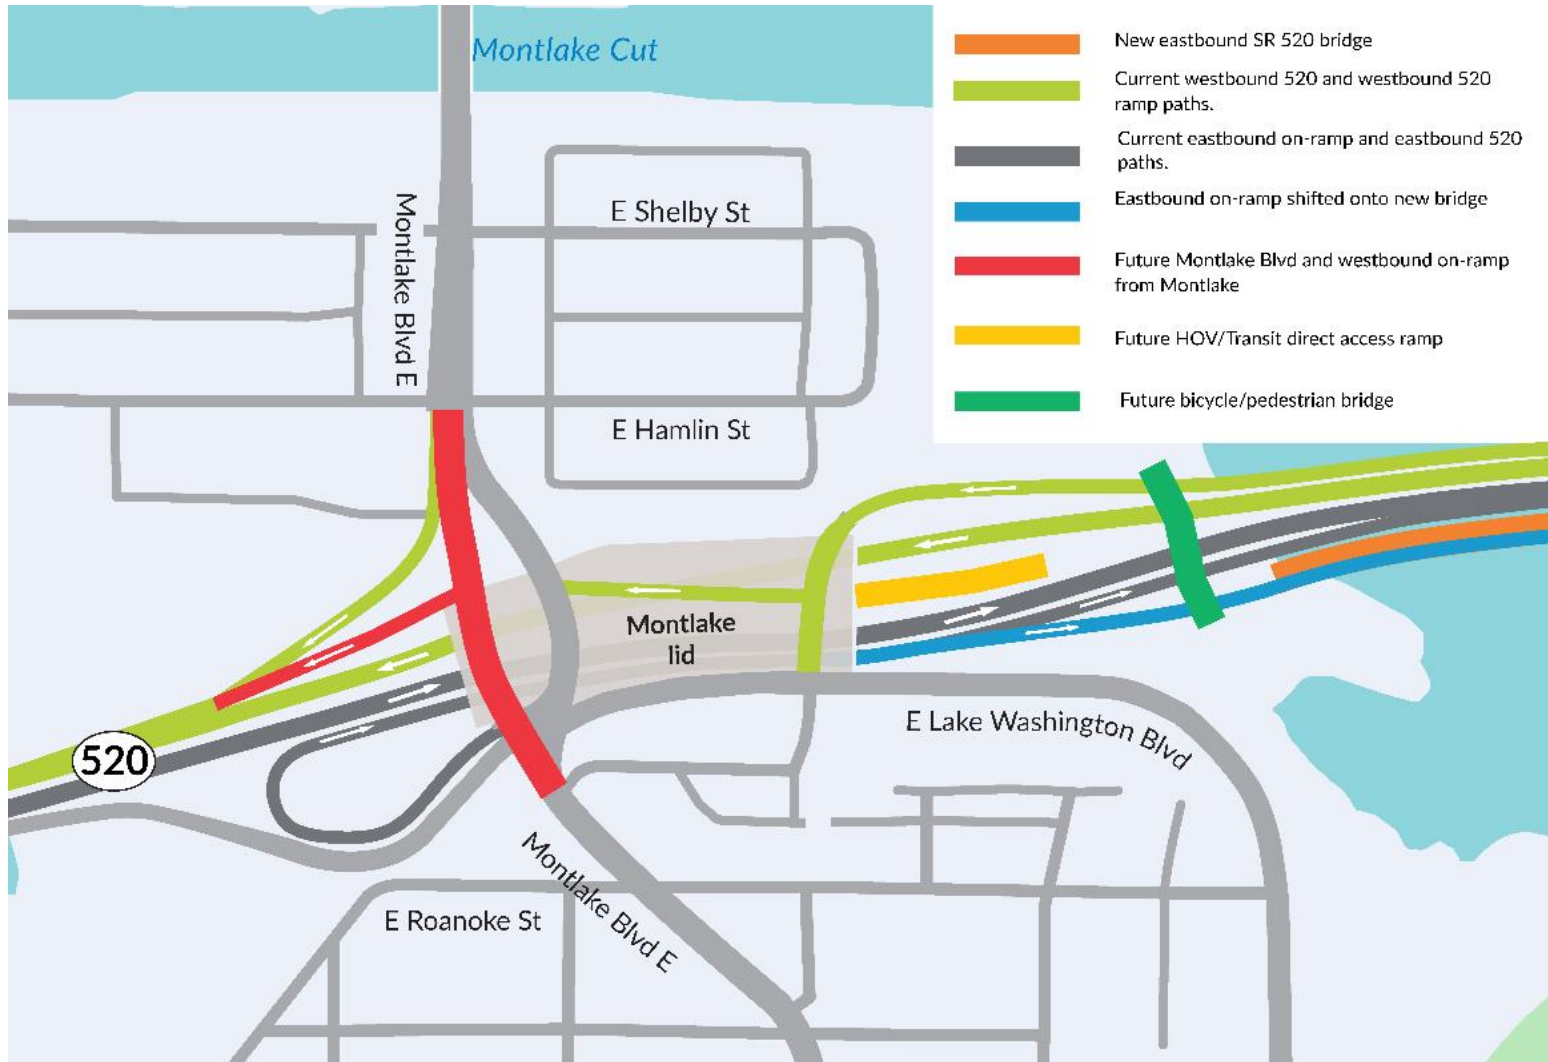 Montlake Cut
New eastbound SR 520 bridge
Current westbound 520 and westbound 520
ramp paths.
Current eastbound on-ramp and eastbound 520
paths.
Eastbound on-ramp shifted onto new bridge
Future Montlake Blvd and westbound on-ramp
from Montlake
Future HOV/Transit direct access ramp
Future bicycle/pedestrian bridge
Montlake Blvd E
E Shelby St
E Hamlin St
Montlake
lid
E Lake Washington Blvd
520
Montlake Blvd E
E Roanoke St